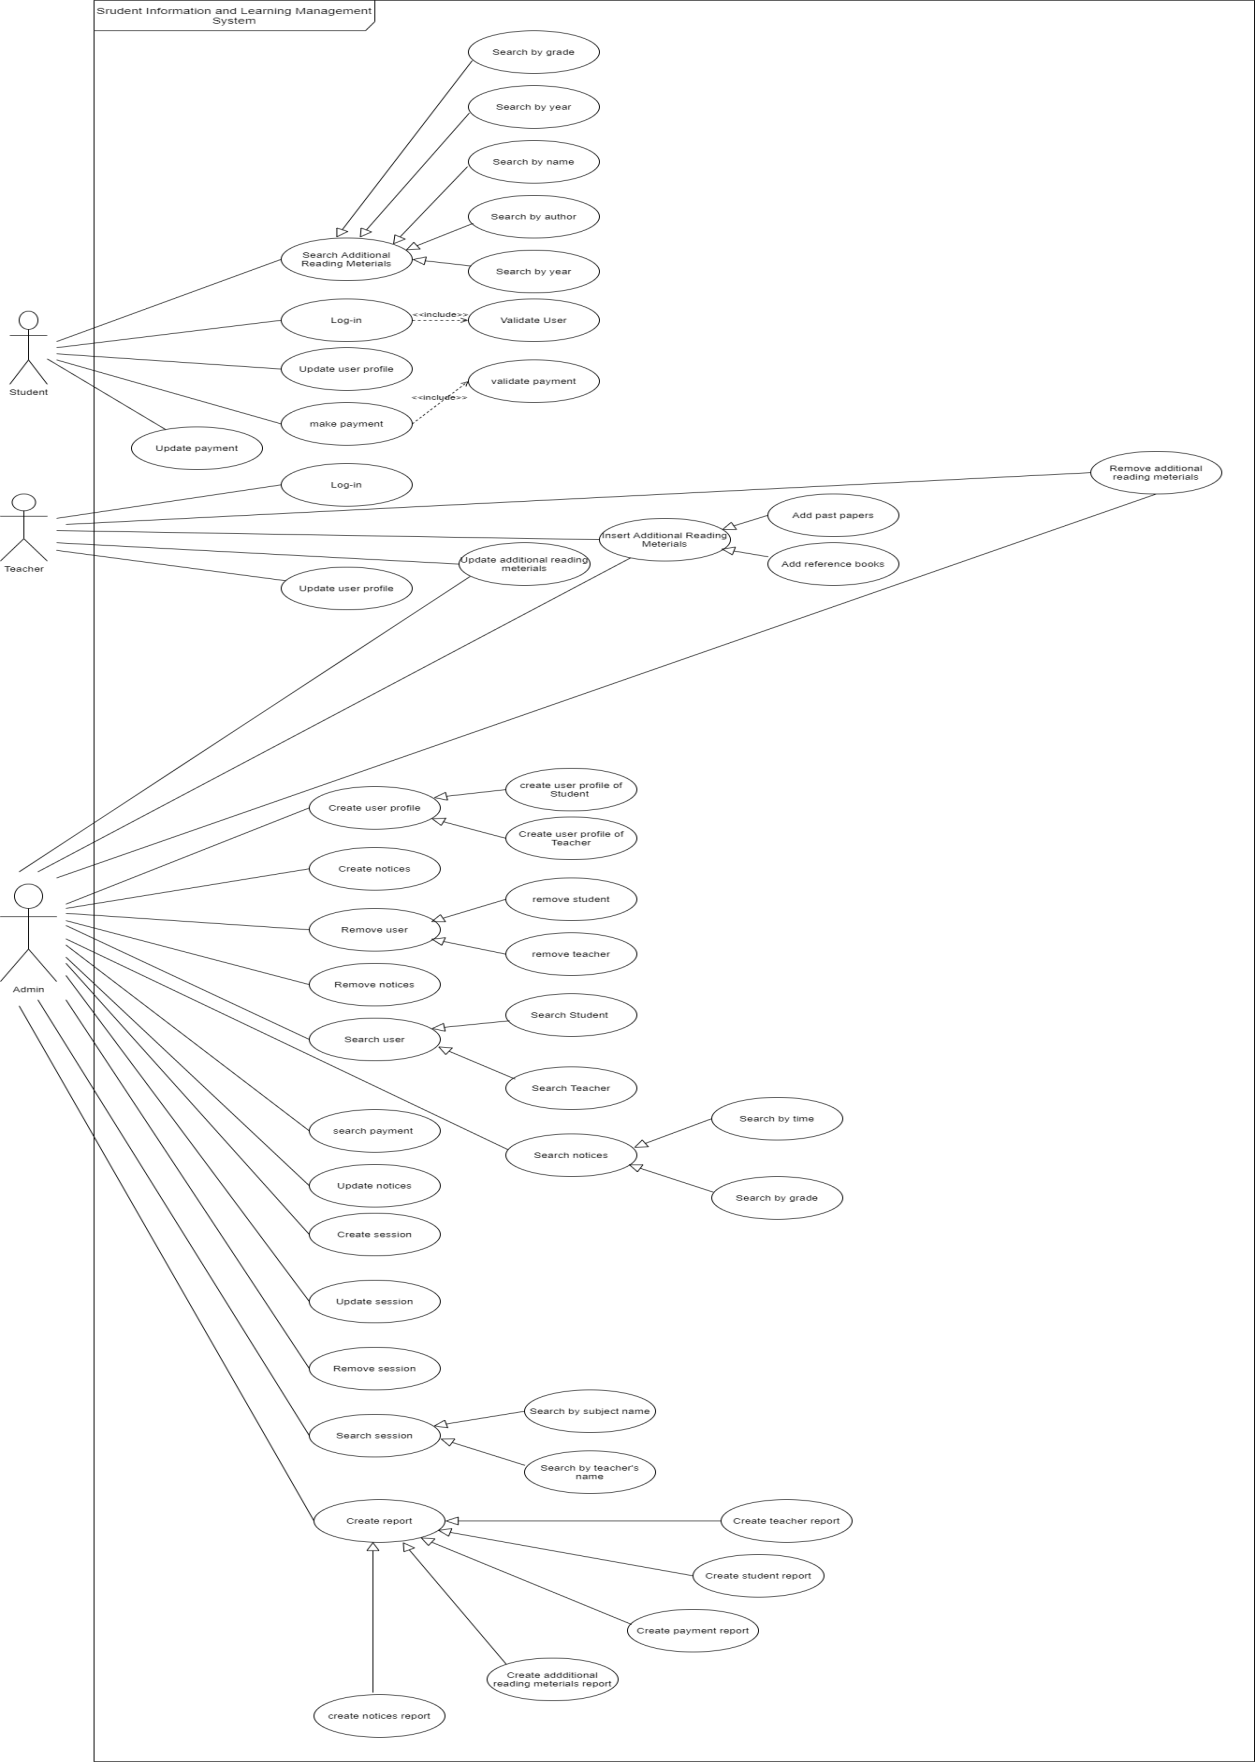 Srudent Information and Learning Management
System
Search by grade
Search by year
Search by name
Search by author
Search Additional
Reading Meterials
Search by year
Log-in
<<include>>
Validate User
Update user profile
validate payment
<<include>>
make payment
Student
Update payment
Log-in
Remove additional
reading meterials
Add past papers
Insert Additional Reading
Meterials
Update additional reading
meterials
Add reference books
Teacher
Update user profile
create user profile of
Student
Create user profile
Create user profile of
Teacher
Create notices
remove student
Remove user
remove teacher
Remove notices
Admin
Search Student
Search user
Search Teacher
Search by time
search payment
Search notices
Update notices
Search by grade
Create session
Update session
Remove session
Search by subject name
Search session
Search by teacher's
name
Create report
Create teacher report
Create student report
Create payment report
Create addditional
reading meterials report
create notices report